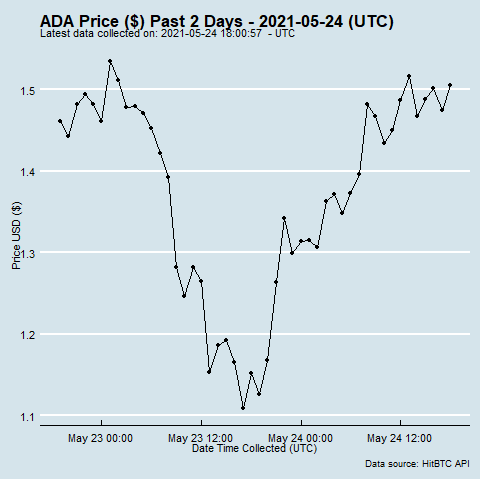 ADA Price ($) Past 2 Days - 2021-05-24 (UTC)
Latest data collected on: 2021-05-24 18:00:57 - UTC
1.5
1.4
1.3
1.2
1.1
Price USD ($)
May 23 00:00 May 23 12:00 May 24 00:00 May 24 12:00
Date Time Collected (UTC)
Data source: HitBTC API